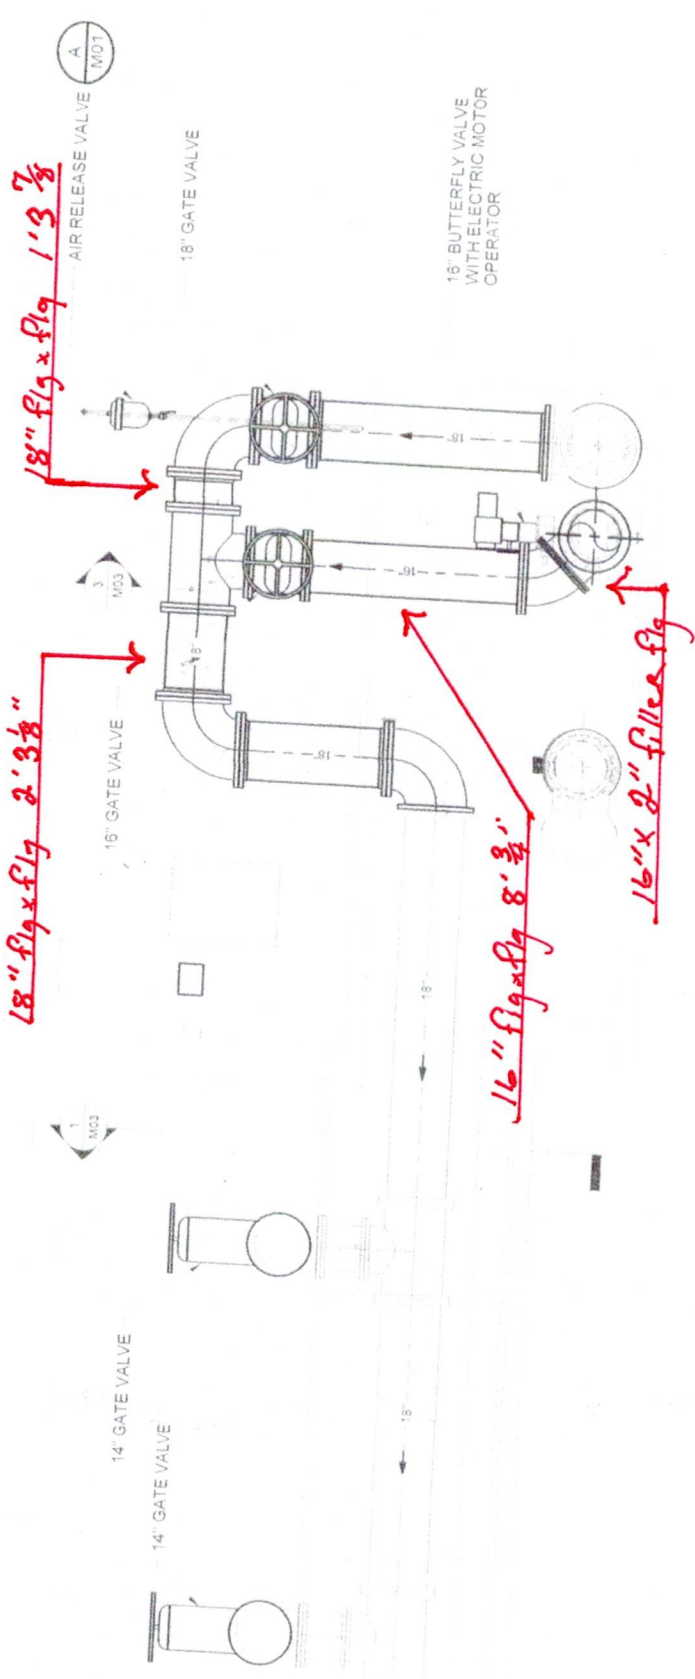 A
M01
AIR RELEASE VALVE
18" GATE VALVE
16" BUTTERFLY VALVE
WITH ELECTRIC MOTOR
OPERATOR
18" flg x flg 1'3 7/8
18"
3
M03
16"
18" flg x flg 2'3 1/8"
18"
16" GATE VALVE
18"
16" flg x flg 8' 3/4"
16" x 2" filler flg
18"
1
M03
14" GATE VALVE
14" GATE VALVE
18"